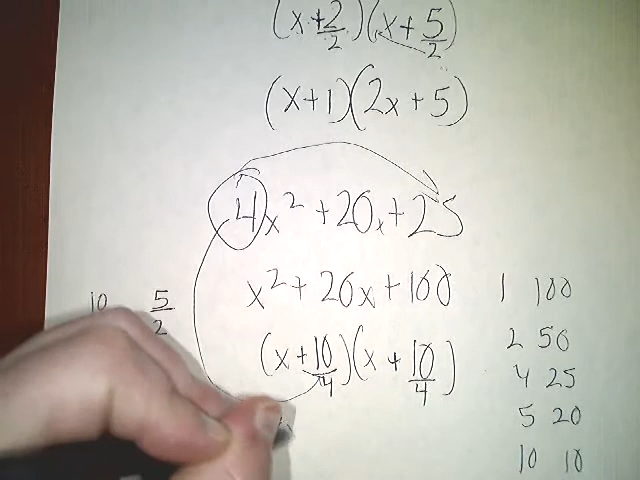 (x+2/2)(x+5/2)
(x+1)(2x+5)
4x² +20x+25
x² + 20x+100
(x+10/4)(x+10/4)
1 100
2 50
4 25
5 20
10 10
10 5/2